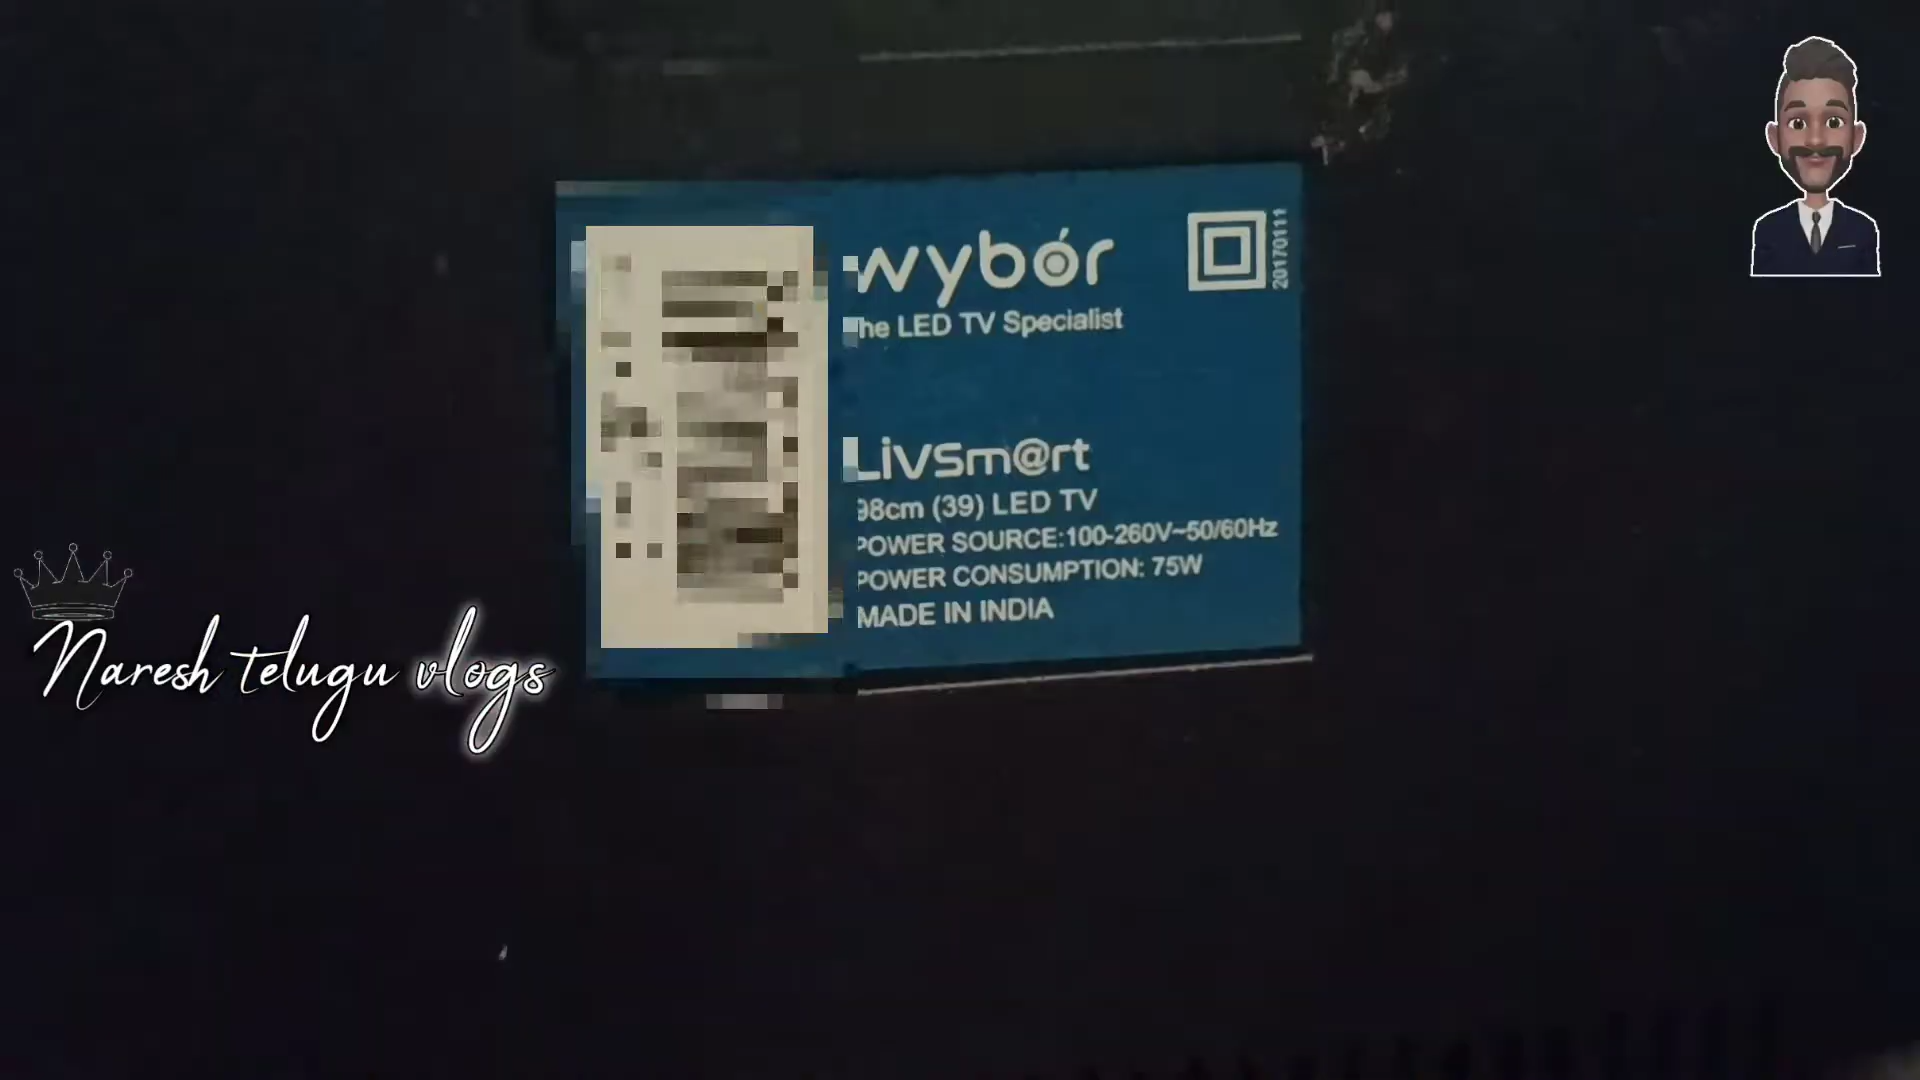 wybór
he LED TV Specialist
20170111
LivSm@rt
98cm (39) LED TV
POWER SOURCE:100-260V~50/60Hz
POWER CONSUMPTION: 75W
MADE IN INDIA
Naresh telugu vlogs